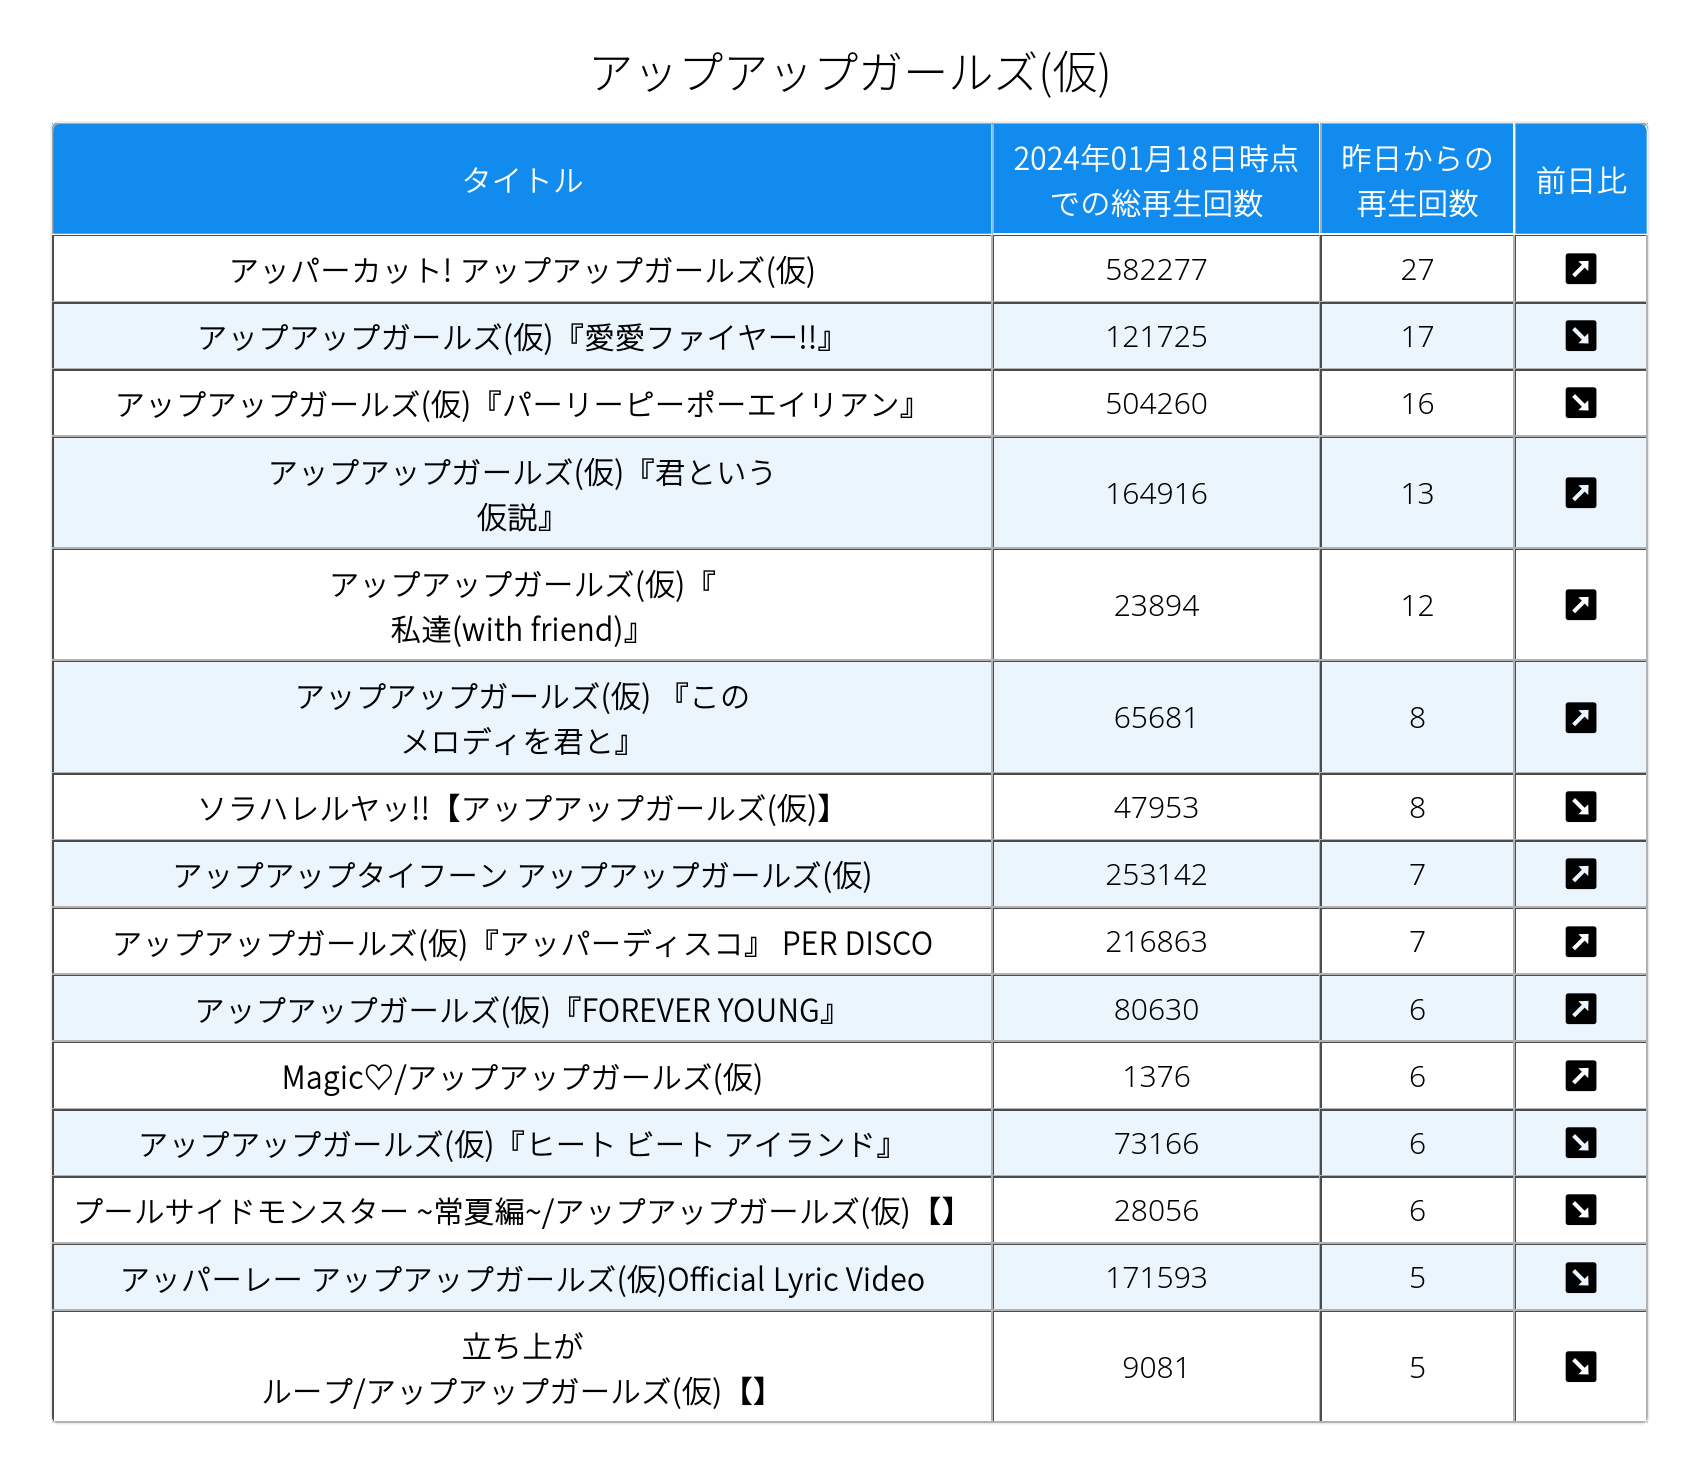 アップアップガールズ(仮)
タイトル
2024年01月18日時点
での総再生回数
昨日からの
再生回数
前日比
アッパーカット! アップアップガールズ(仮)
582277
27
アップアップガールズ(仮)『愛愛ファイヤー!!』
121725
17
アップアップガールズ(仮)『パーリーピーポーエイリアン』
504260
16
アップアップガールズ(仮)『君という
仮説』
164916
13
アップアップガールズ(仮)『
私達(with friend)』
23894
12
アップアップガールズ(仮) 『この
メロディを君と』
65681
8
ソラハレルヤッ!!【アップアップガールズ(仮)】
47953
8
アップアップタイフーン アップアップガールズ(仮)
253142
7
アップアップガールズ(仮)『アッパーディスコ』 PER DISCO
216863
7
アップアップガールズ(仮)『FOREVER YOUNG』
80630
6
Magic♡/アップアップガールズ(仮)
1376
6
アップアップガールズ(仮)『ヒート ビート アイランド』
73166
6
プールサイドモンスター ~常夏編~/アップアップガールズ(仮)【】
28056
6
アッパーレー アップアップガールズ(仮)Official Lyric Video
171593
5
立ち上が
ループ/アップアップガールズ(仮)【】
9081
5